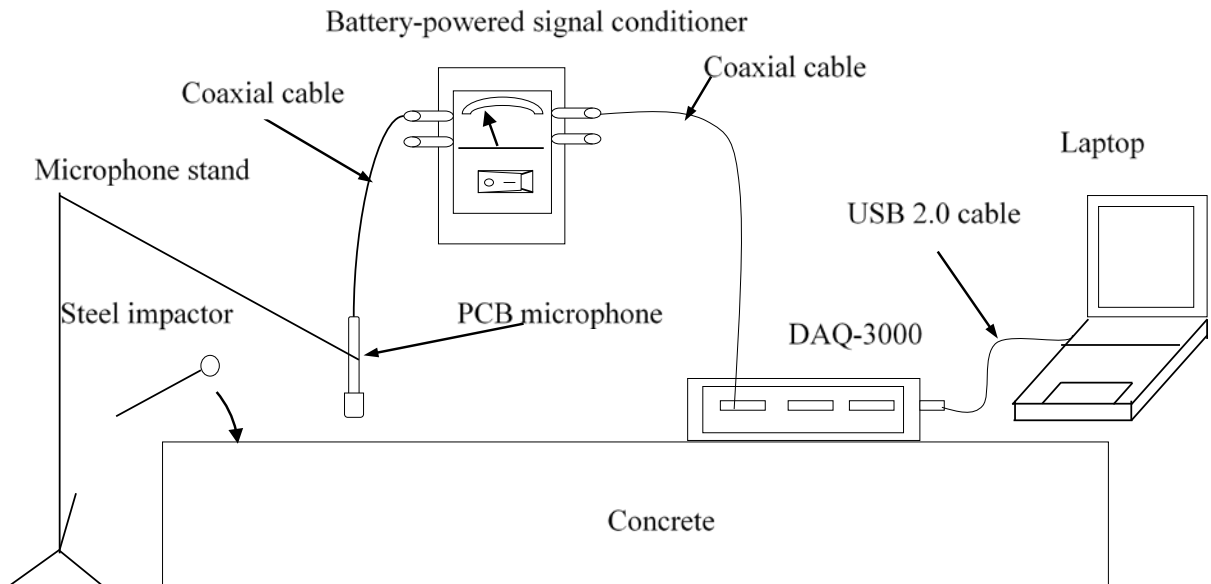 Battery-powered signal conditioner
Coaxial cable
Coaxial cable
Laptop
Microphone stand
USB 2.0 cable
Steel impactor
PCB microphone
DAQ-3000
Concrete